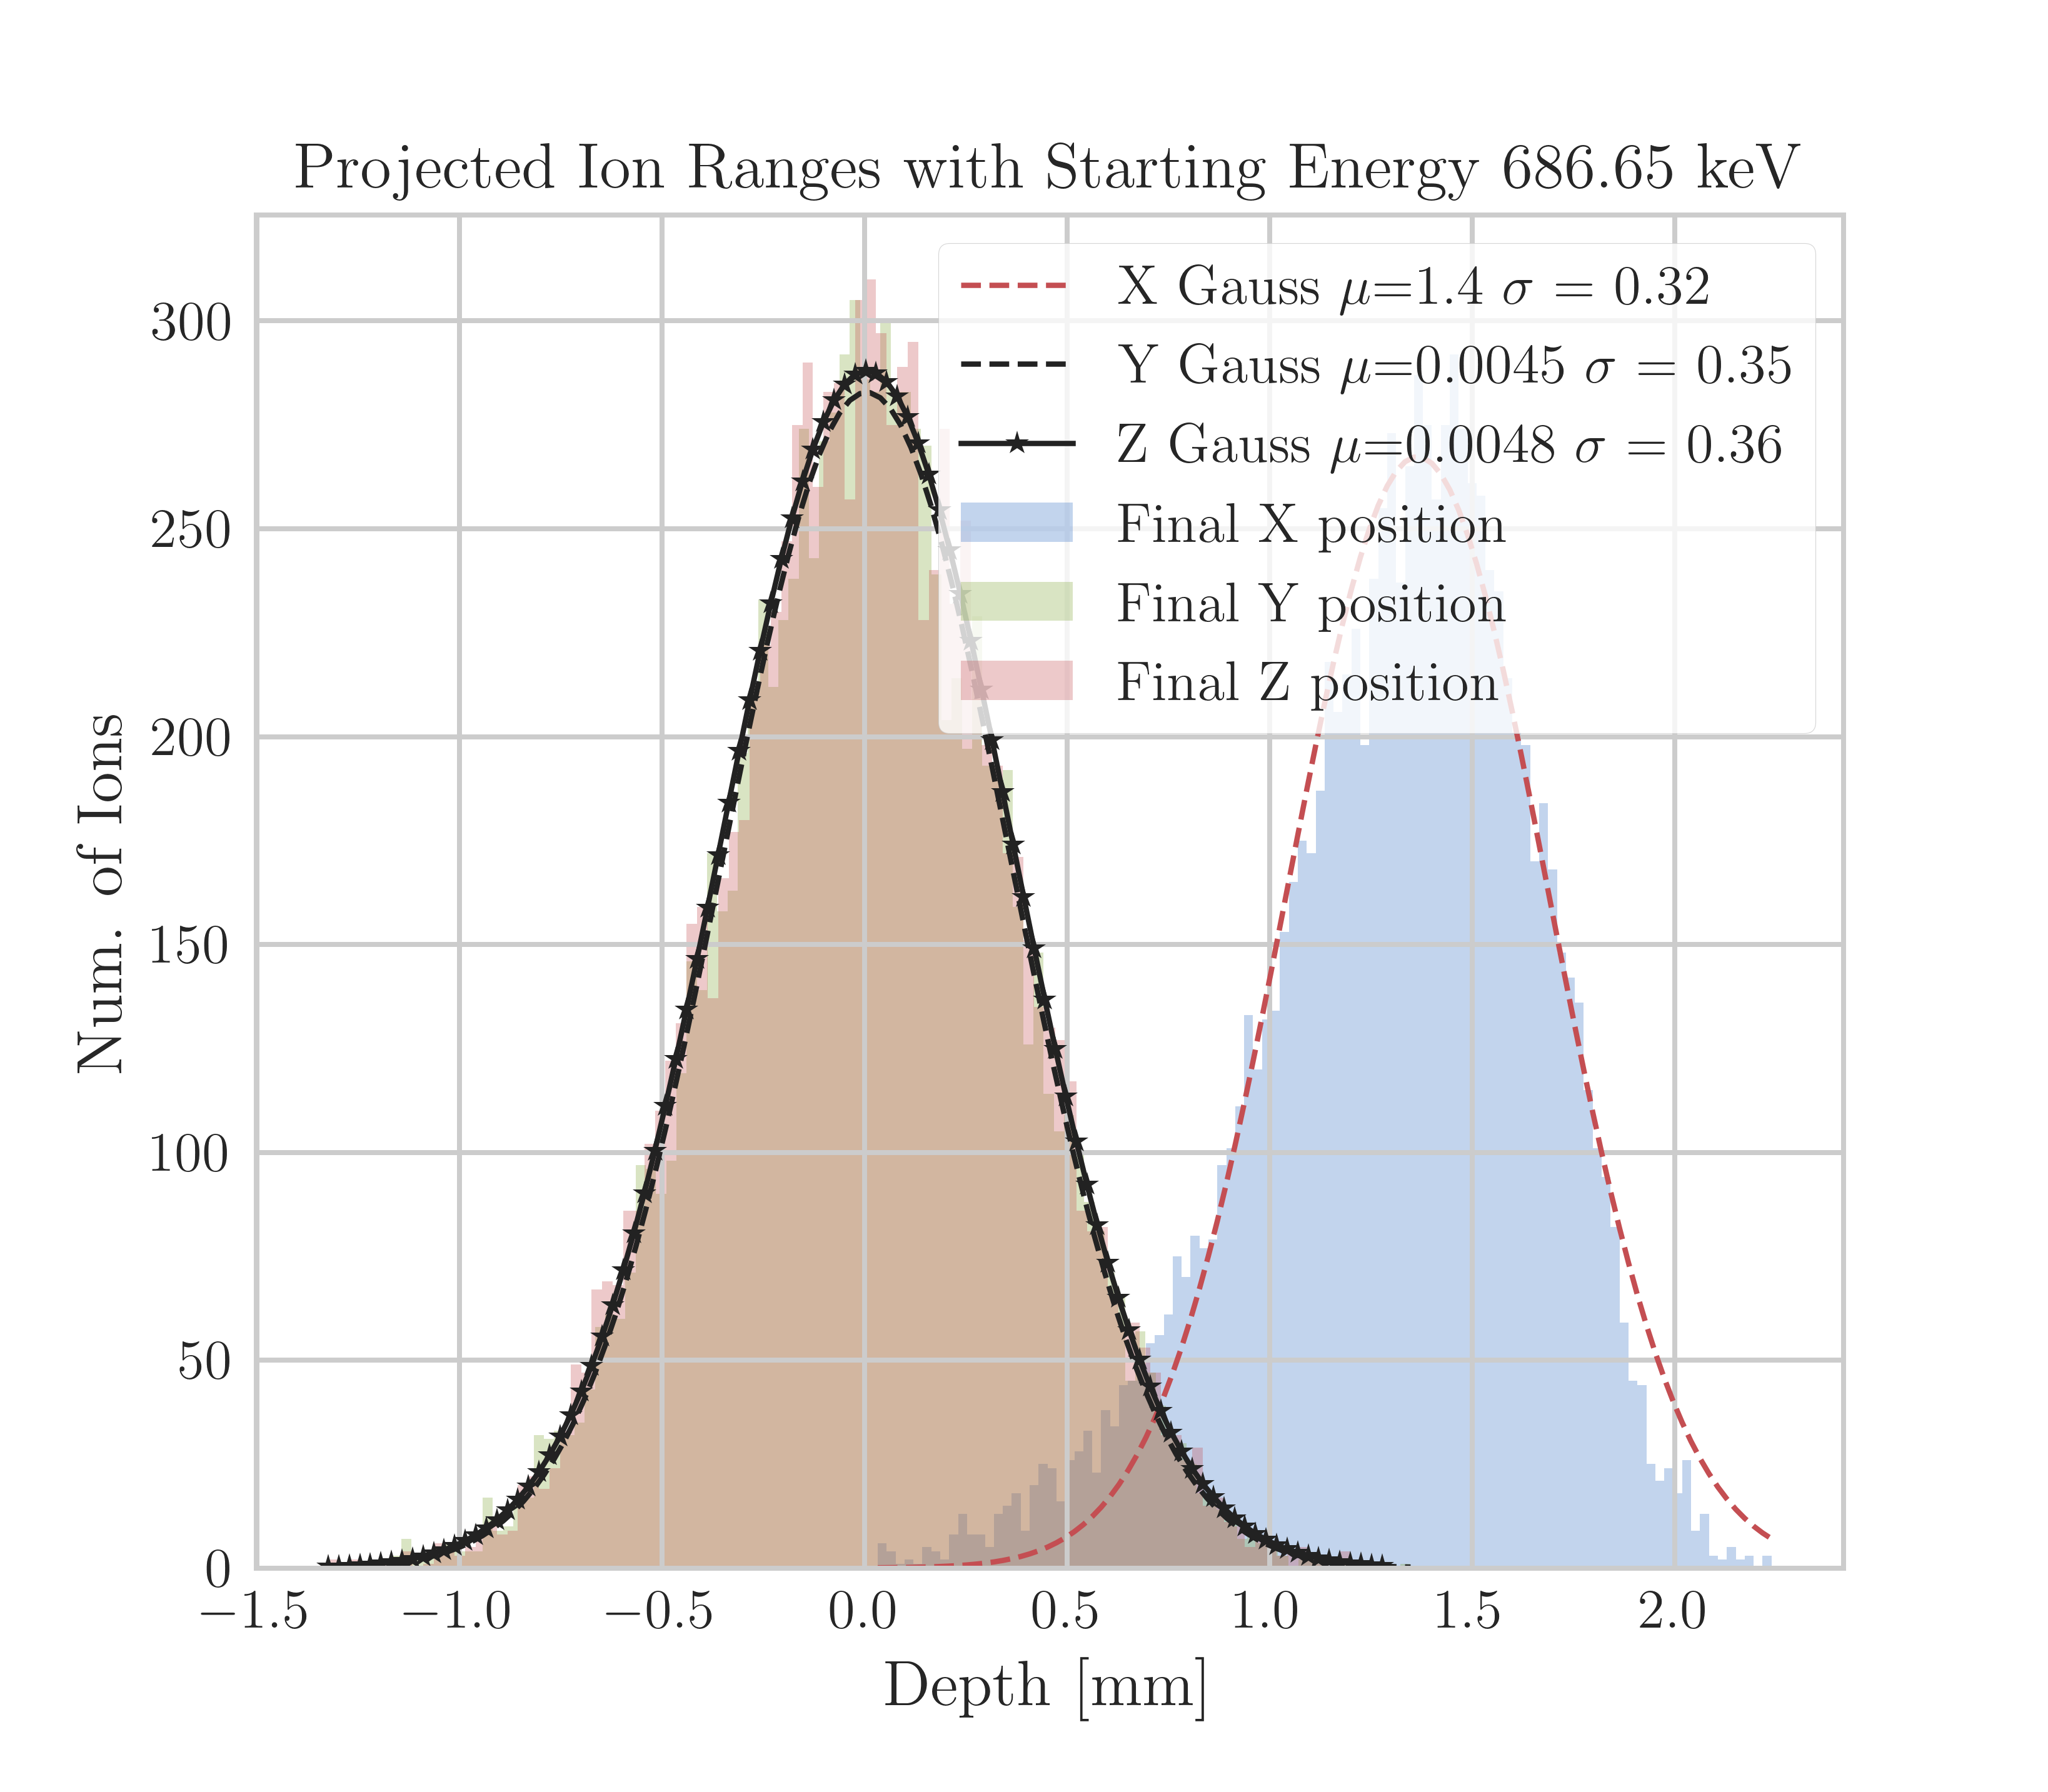 Projected Ion Ranges with Starting Energy 686.65 keV
X Gauss μ=1.4 σ = 0.32
Y Gauss μ=0.0045 σ = 0.35
Z Gauss μ=0.0048 σ = 0.36
Final X position
Final Y position
Final Z position
Num. of Ions
300
250
200
150
100
50
0
−1.5 −1.0 −0.5 0.0 0.5 1.0 1.5 2.0
Depth [mm]